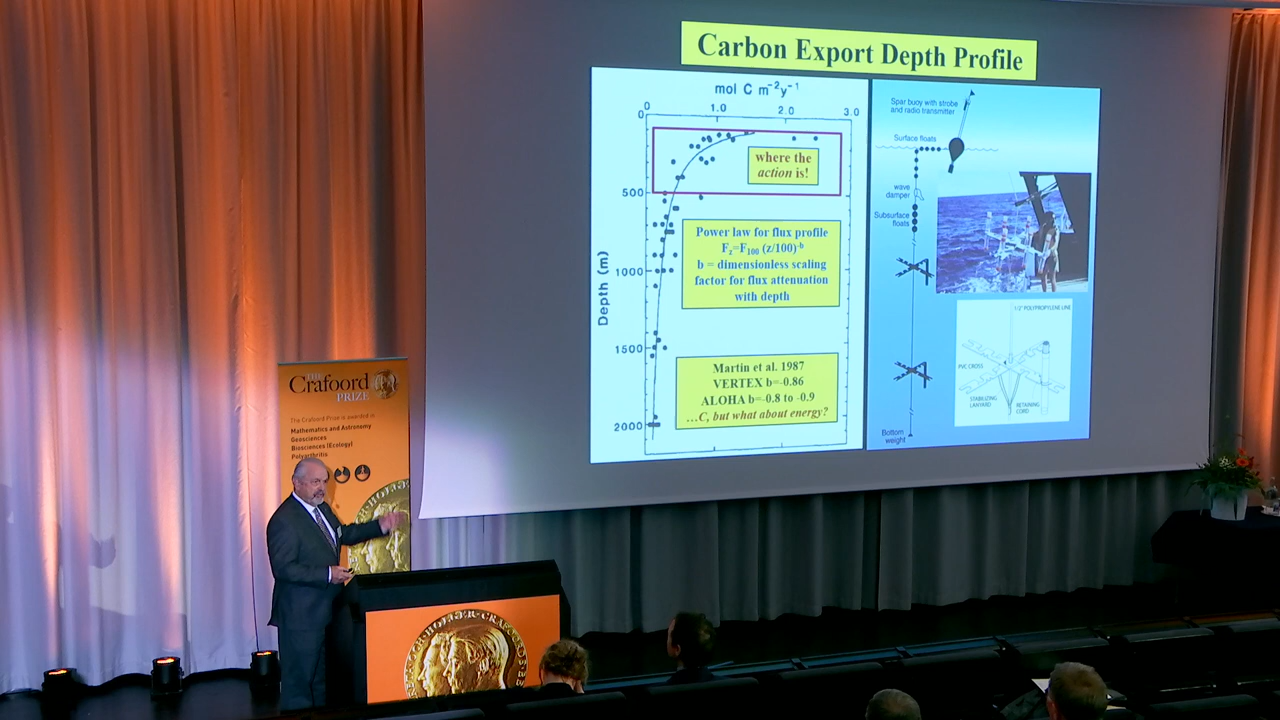 Carbon Export Depth Profile
mol C m⁻²y⁻¹
0 1.0 2.0 3.0
0
500
1000
1500
2000
Depth (m)
where the
action is!
Power law for flux profile
Fz=F100 (z/100)-b
b = dimensionless scaling
factor for flux attenuation
with depth
Martin et al. 1987
VERTEX b=-0.86
ALOHA b=-0.8 to -0.9
...C, but what about energy?
Spar buoy with strobe
and radio transmitter
Surface floats
wave
damper
Subsurface
floats
Bottom
weight
1/2" POLYPROPYLENE LINE
PVC CROSS
STABILIZING
LANYARD
RETAINING
CORD
THE
Crafoord
PRIZE
The Crafoord Prize is awarded in
Mathematics and Astronomy
Geosciences
Biosciences (Ecology)
Polyarthritis